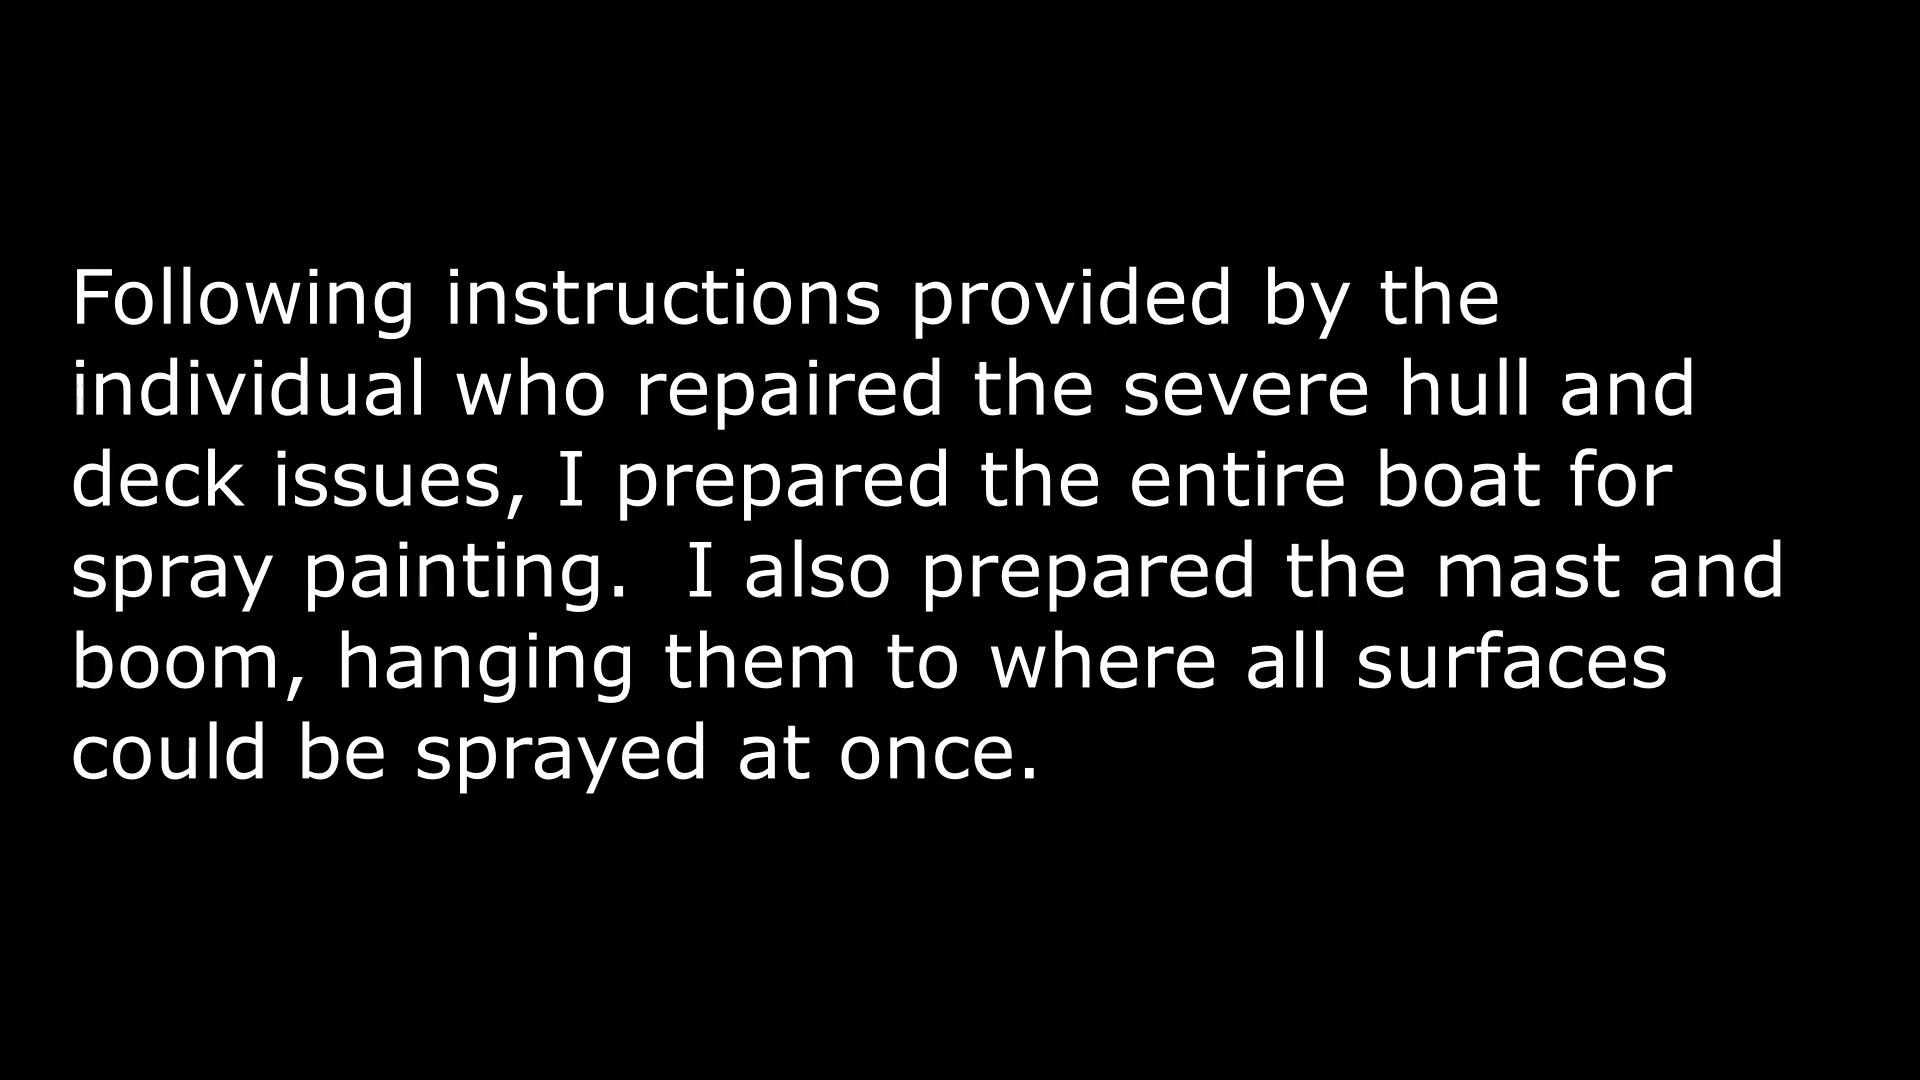 Following instructions provided by the
individual who repaired the severe hull and
deck issues, I prepared the entire boat for
spray painting.  I also prepared the mast and
boom, hanging them to where all surfaces
could be sprayed at once.